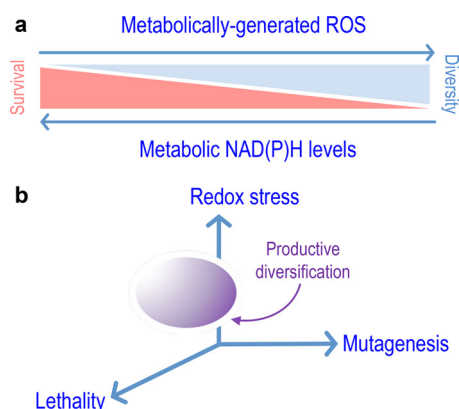 a
Metabolically-generated ROS
Survival
Diversity
Metabolic NAD(P)H levels
b
Redox stress
Productive
diversification
Mutagenesis
Lethality